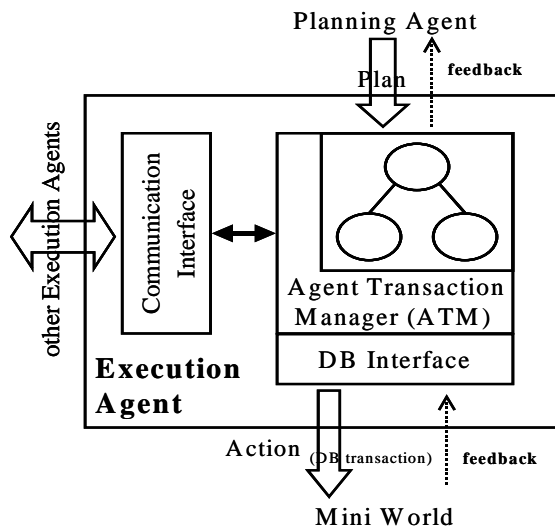 Planning Agent
Plan
feedback
other Execution Agents
Communication
Interface
Agent Transaction
Manager (ATM)
DB Interface
Execution
Agent
Action (DB transaction)
feedback
Mini World